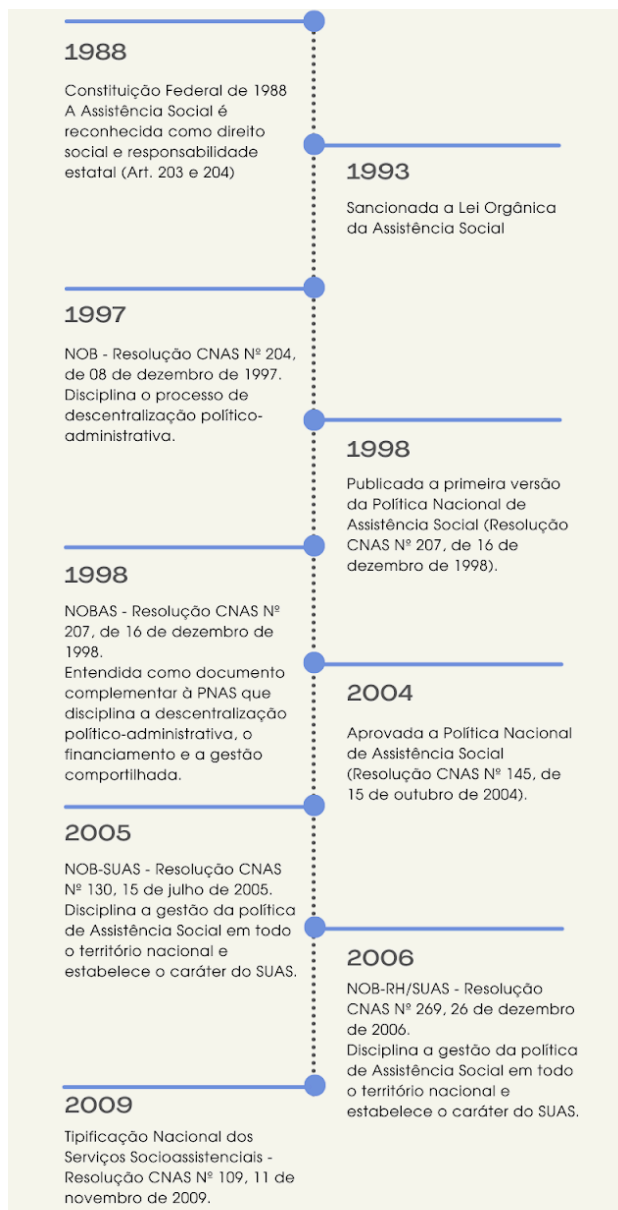 1988
Constituição Federal de 1988
A Assistência Social é
reconhecida como direito
social e responsabilidade
estatal (Art. 203 e 204)
1993
Sancionada a Lei Orgânica
da Assistência Social
1997
NOB - Resolução CNAS Nº 204,
de 08 de dezembro de 1997.
Disciplina o processo de
descentralização político-
administrativa.
1998
Publicada a primeira versão
da Política Nacional de
Assistência Social (Resolução
CNAS Nº 207, de 16 de
dezembro de 1998).
1998
NOBAS - Resolução CNAS Nº
207, de 16 de dezembro de
1998.
Entendida como documento
complementar à PNAS que
disciplina a descentralização
político-administrativa, o
financiamento e a gestão
comportilhada.
2004
Aprovada a Política Nacional
de Assistência Social
(Resolução CNAS Nº 145, de
15 de outubro de 2004).
2005
NOB-SUAS - Resolução CNAS
Nº 130, 15 de julho de 2005.
Disciplina a gestão da política
de Assistência Social em todo
o território nacional e
estabelece o caráter do SUAS.
2006
NOB-RH/SUAS - Resolução
CNAS Nº 269, 26 de dezembro
de 2006.
Disciplina a gestão da política
de Assistência Social em todo
o território nacional e
estabelece o caráter do SUAS.
2009
Tipificação Nacional dos
Serviços Socioassistenciais -
Resolução CNAS Nº 109, 11 de
novembro de 2009.